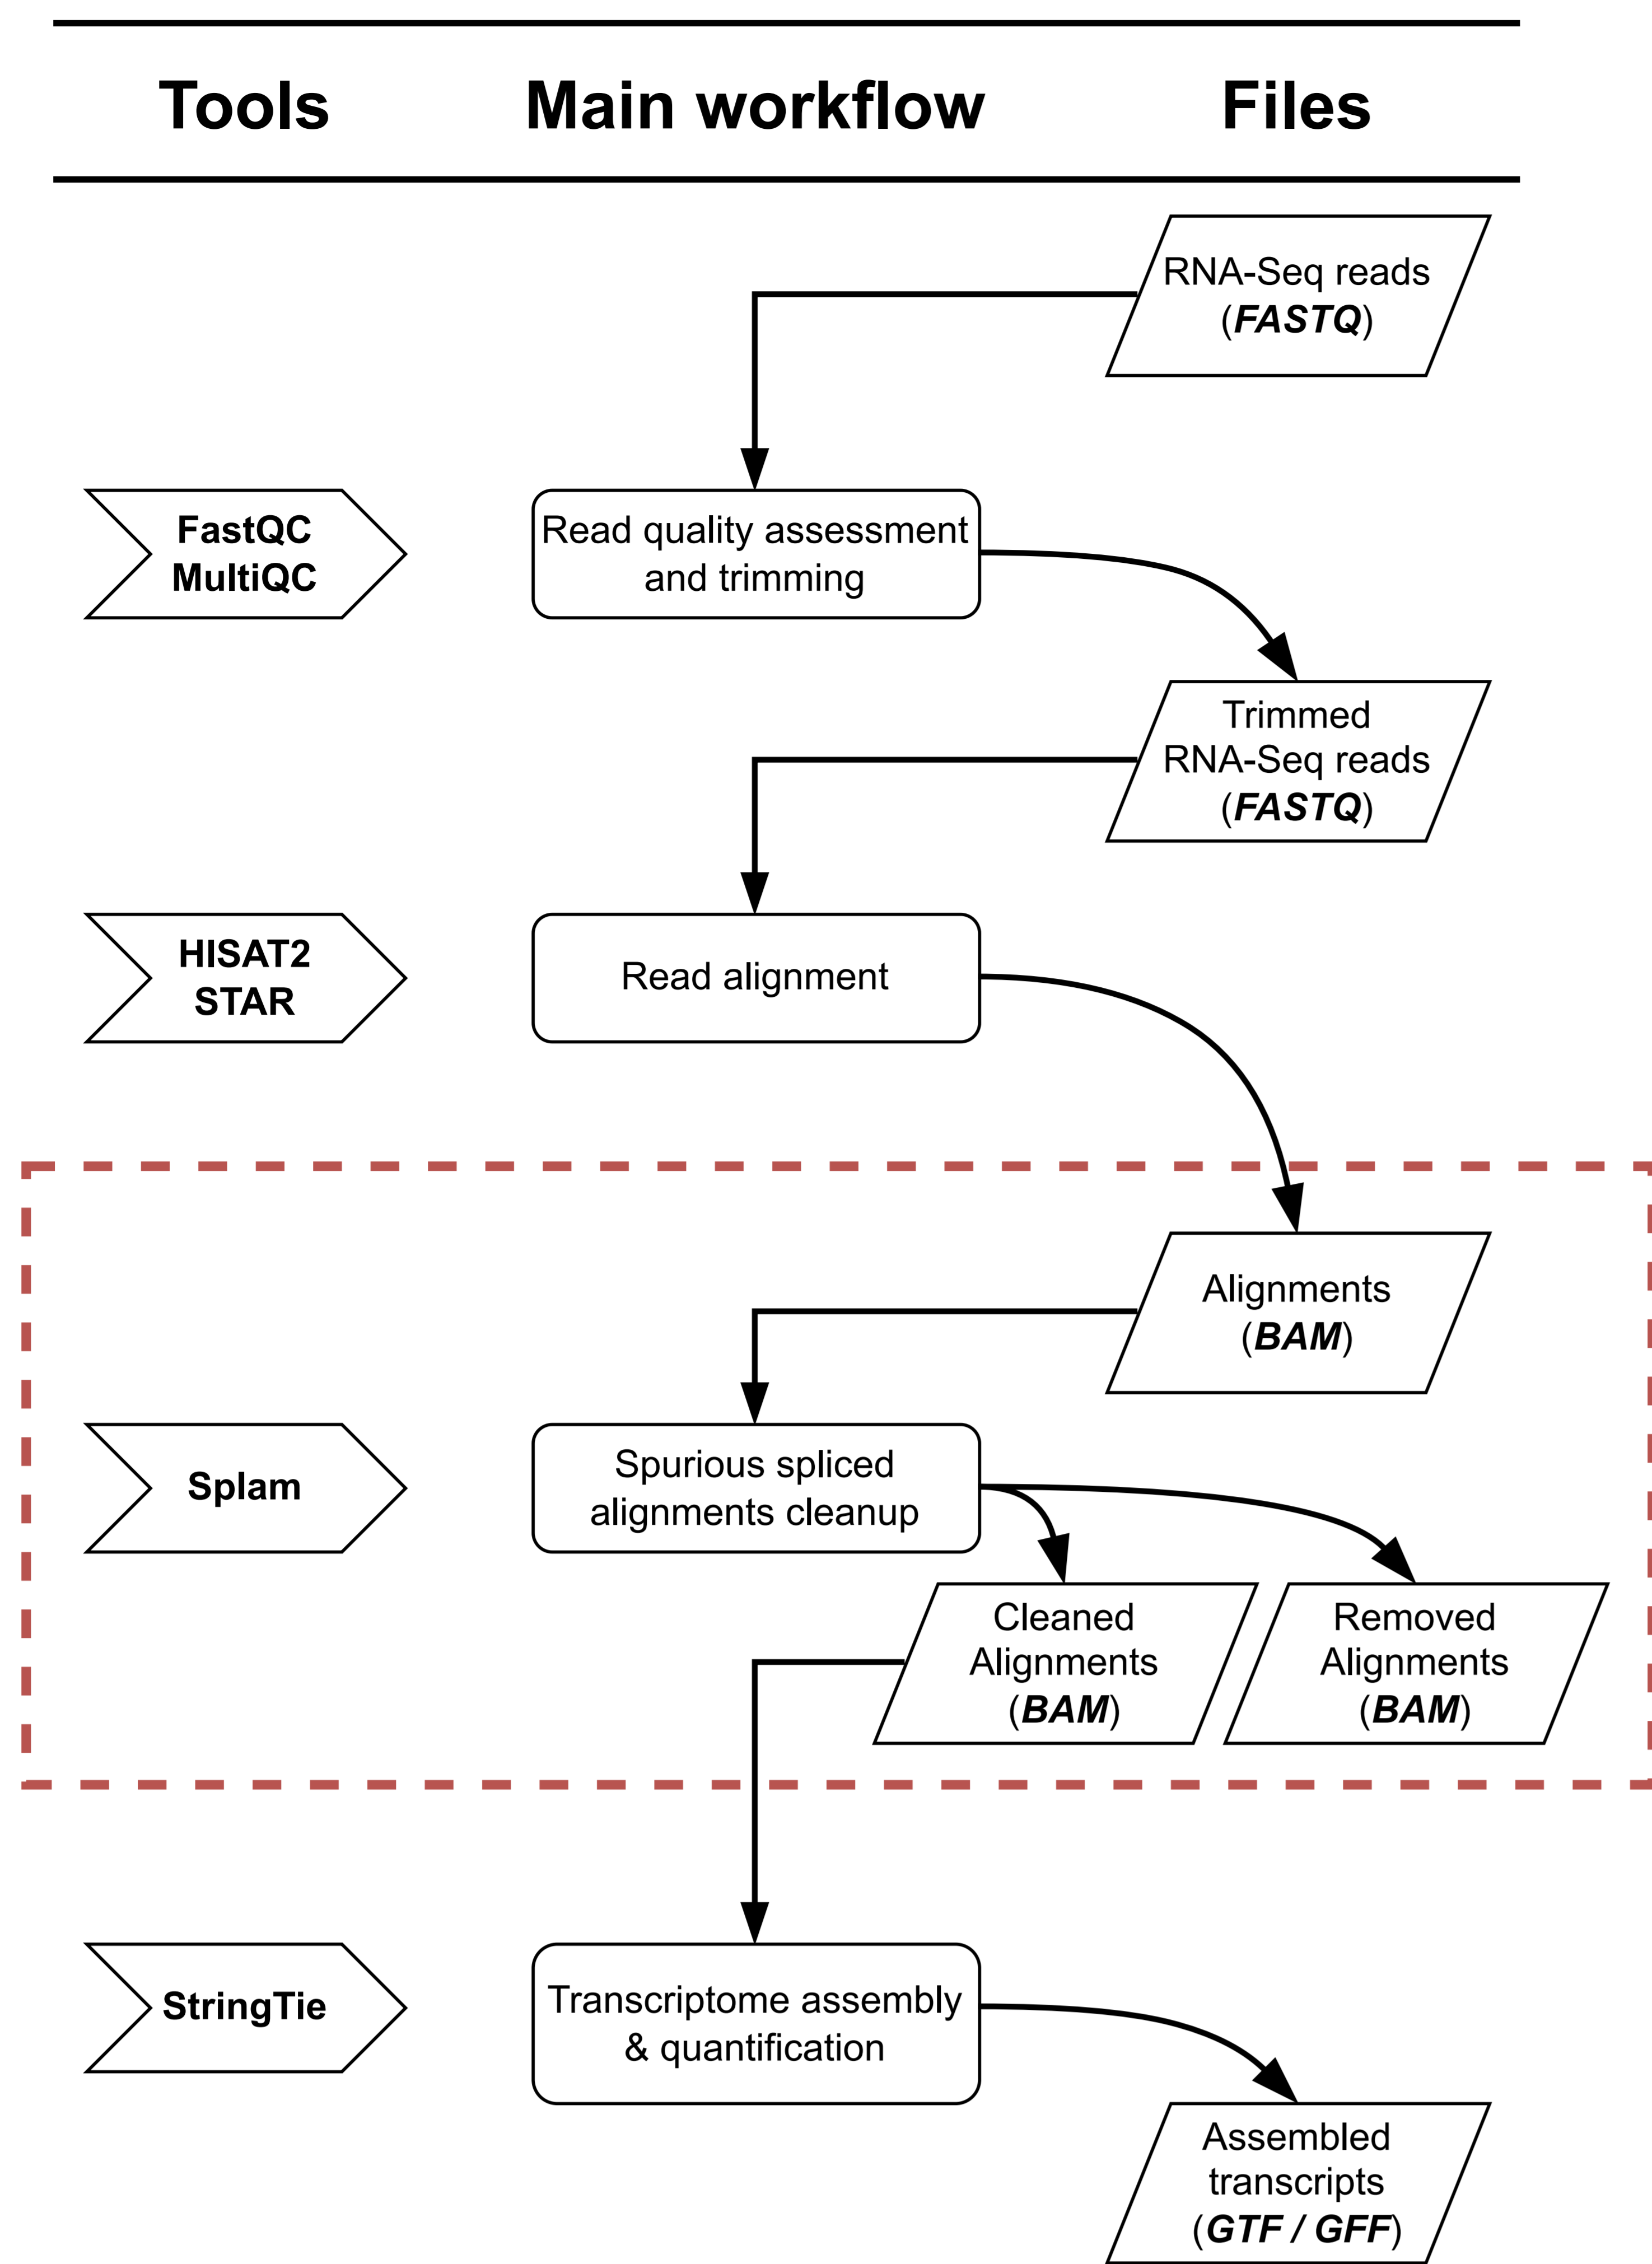 Tools Main workflow Files
RNA-Seq reads
(FASTQ)
FastQC
MultiQC
Read quality assessment
and trimming
Trimmed
RNA-Seq reads
(FASTQ)
HISAT2
STAR
Read alignment
Alignments
(BAM)
Splam
Spurious spliced
alignments cleanup
Cleaned
Alignments
(BAM)
Removed
Alignments
(BAM)
StringTie
Transcriptome assembly
& quantification
Assembled
transcripts
(GTF / GFF)